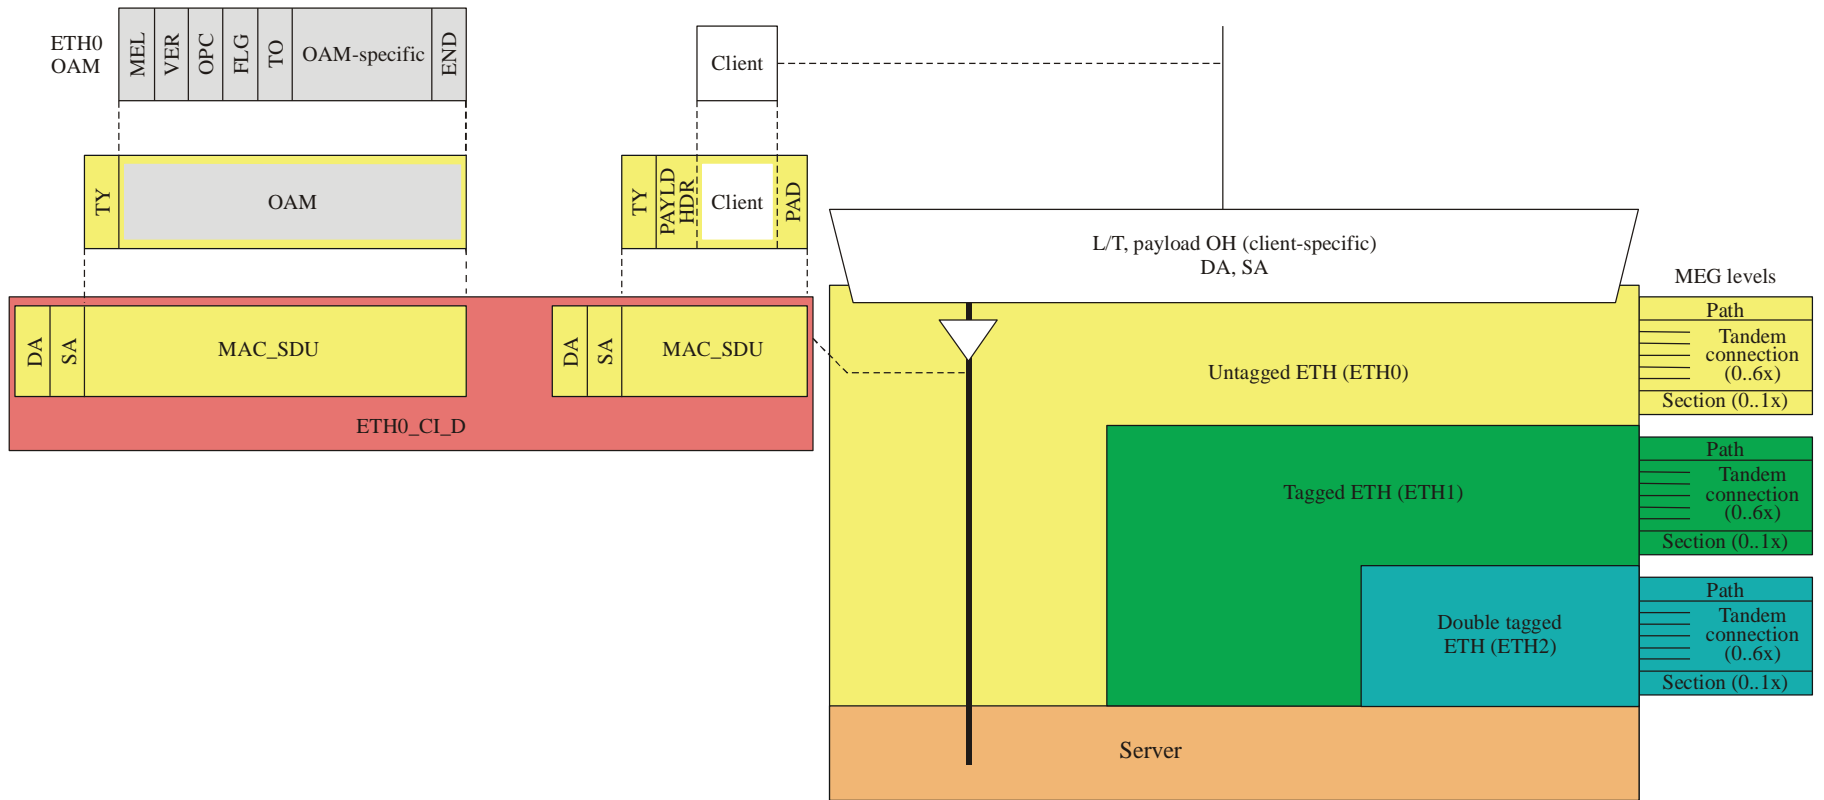 ETH0
OAM
MEL
VER
OPC
FLG
TO
OAM-specific
END
Client
TY
OAM
TY
PAYLD
HDR
Client
PAD
L/T, payload OH (client-specific)
DA, SA
MEG levels
DA
SA
MAC_SDU
DA
SA
MAC_SDU
ETH0_CI_D
Untagged ETH (ETH0)
Path
Tandem
connection
(0..6x)
Section (0..1x)
Tagged ETH (ETH1)
Path
Tandem
connection
(0..6x)
Section (0..1x)
Double tagged
ETH (ETH2)
Path
Tandem
connection
(0..6x)
Section (0..1x)
Server